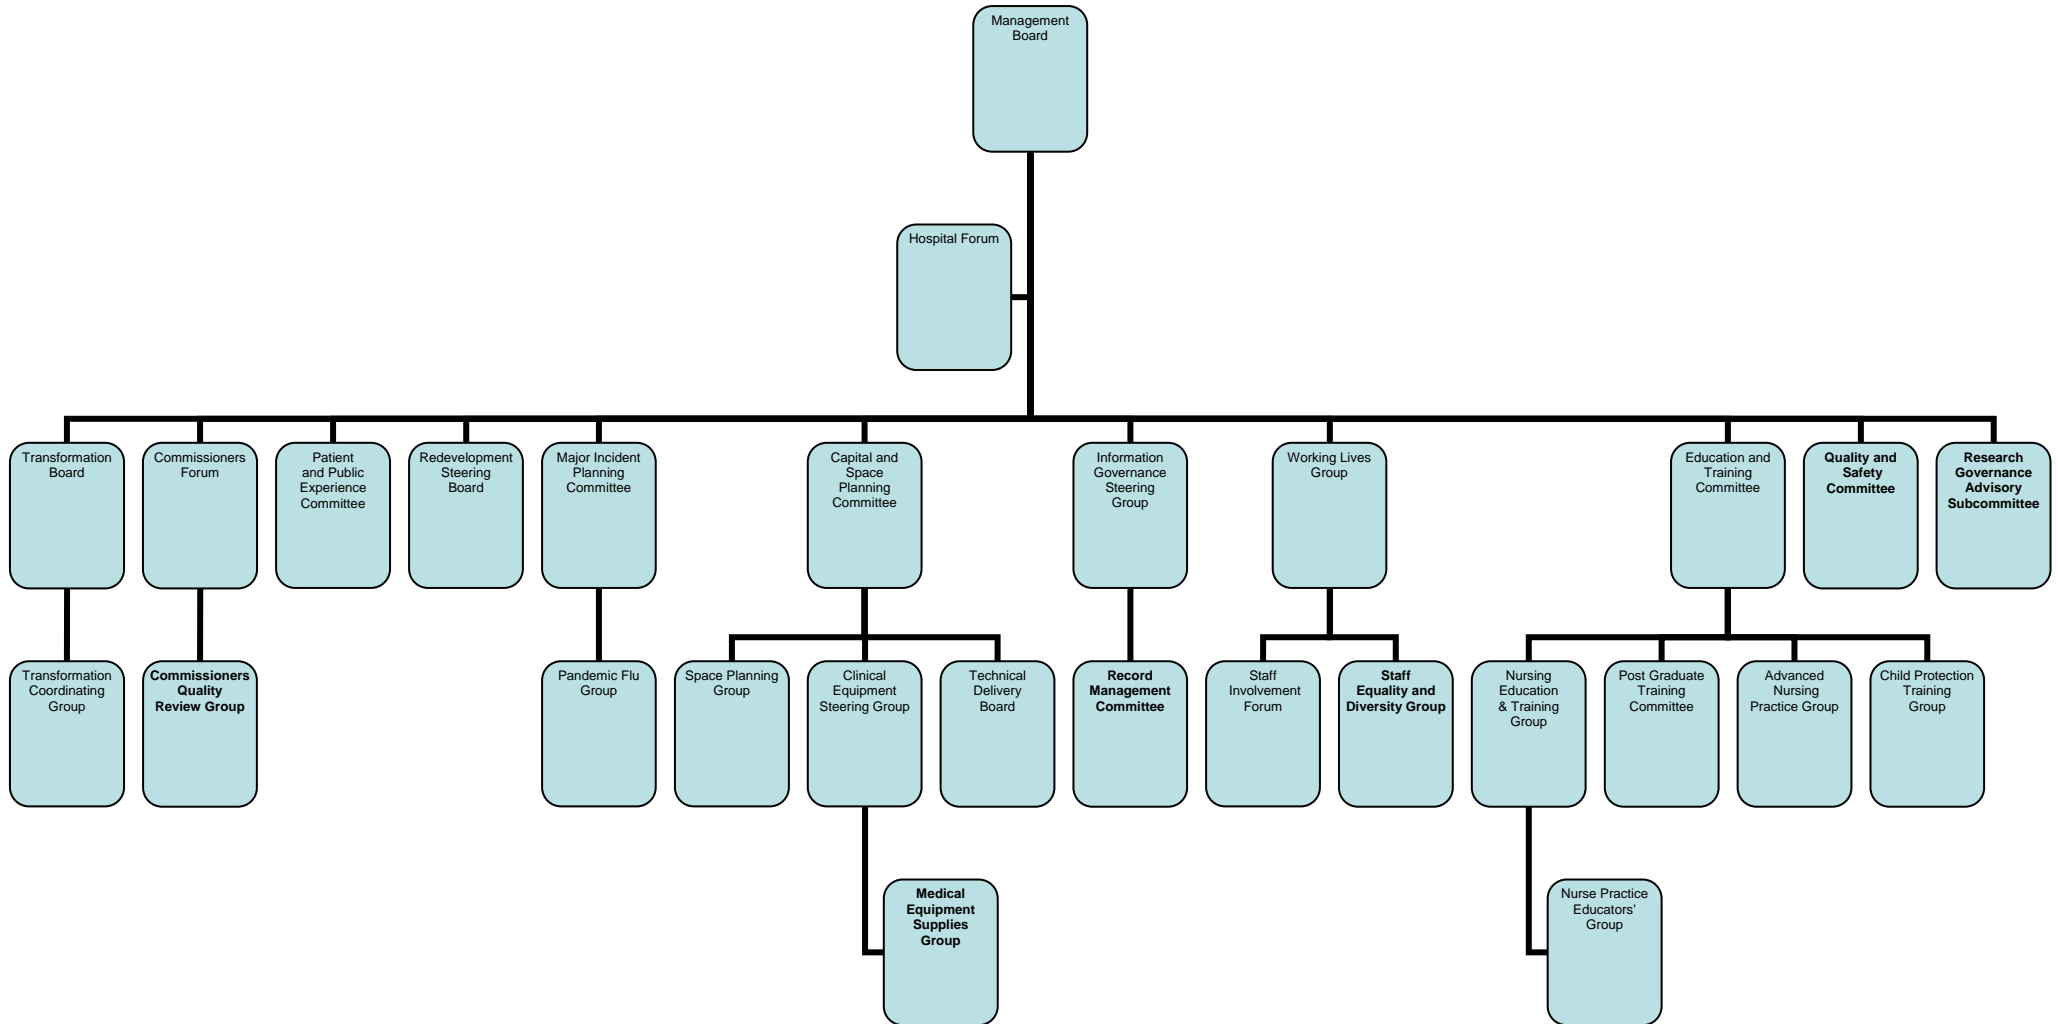 Management
Board
Hospital Forum
Transformation
Board
Commissioners
Forum
Patient
and Public
Experience
Committee
Redevelopment
Steering
Board
Major Incident
Planning
Committee
Capital and
Space
Planning
Committee
Information
Governance
Steering
Group
Working Lives
Group
Education and
Training
Committee
Quality and
Safety
Committee
Research
Governance
Advisory
Subcommittee
Transformation
Coordinating
Group
Commissioners
Quality
Review Group
Pandemic Flu
Group
Space Planning
Group
Clinical
Equipment
Steering Group
Technical
Delivery
Board
Record
Management
Committee
Staff
Involvement
Forum
Staff
Equality and
Diversity Group
Nursing
Education
& Training
Group
Post Graduate
Training
Committee
Advanced
Nursing
Practice Group
Child Protection
Training
Group
Medical
Equipment
Supplies
Group
Nurse Practice
Educators’
Group